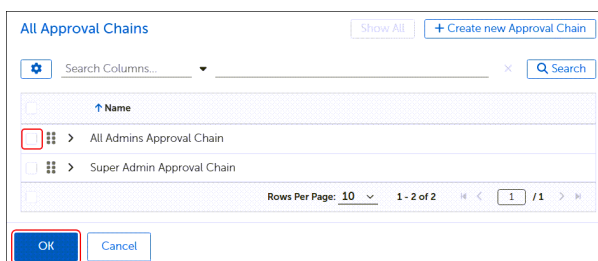 All Approval Chains Show All + Create new Approval Chain
Search Columns... Search
Name
All Admins Approval Chain
Super Admin Approval Chain
Rows Per Page: 10 1 - 2 of 2 1 / 1
OK Cancel